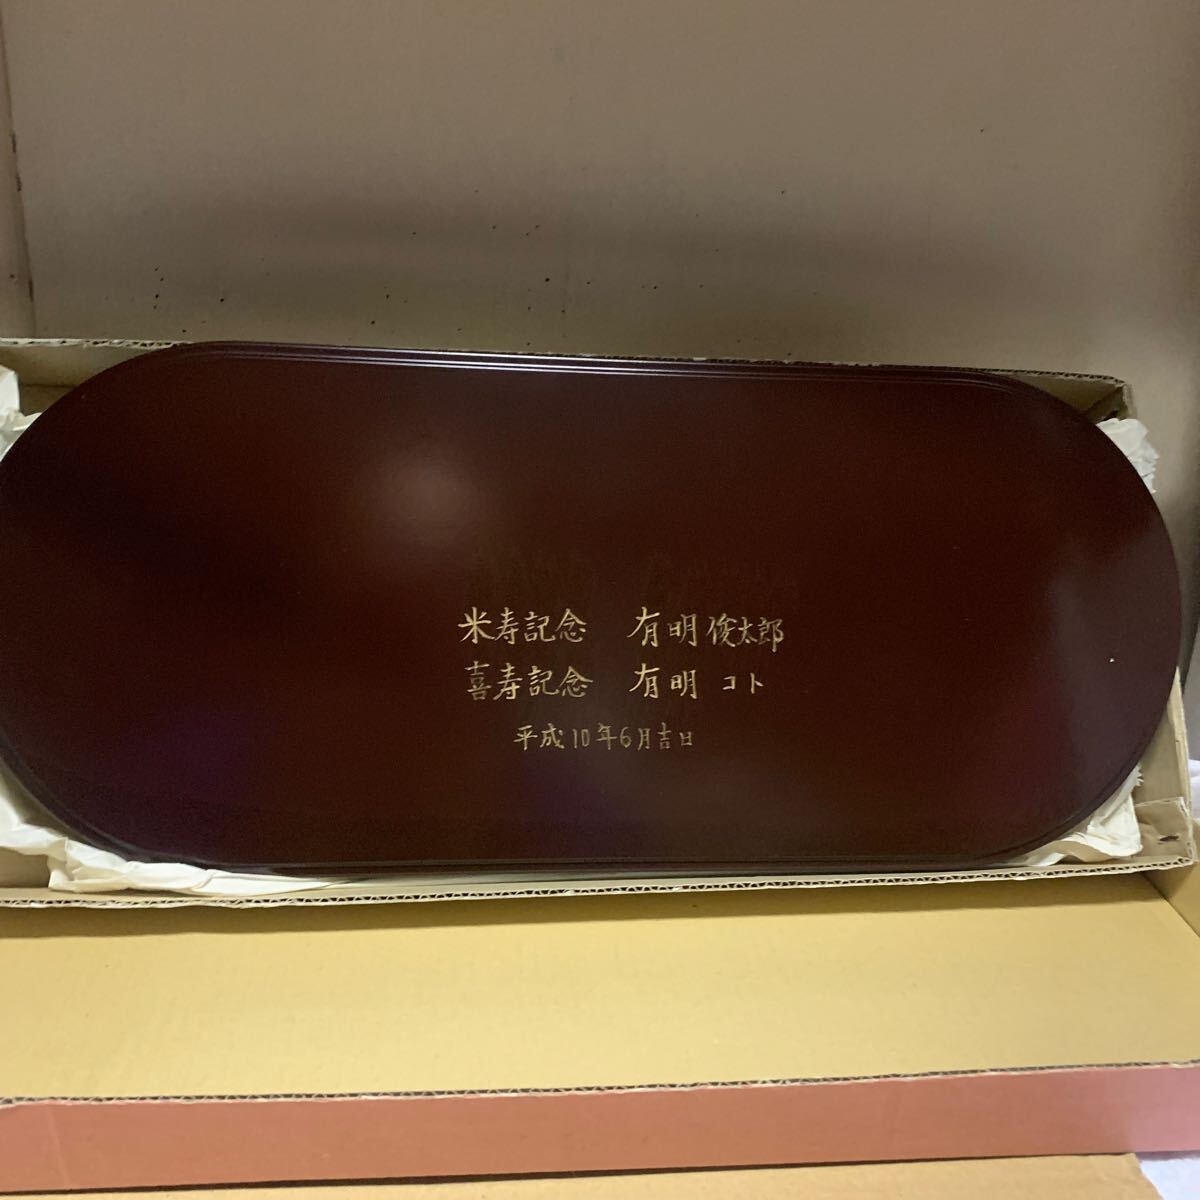 米寿記念　有明俊太郎
喜寿記念　有明コト
平成10年6月吉日